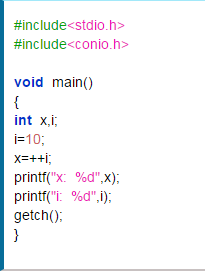 #include<stdio.h>
#include<conio.h>
void main()
{
int x,i;
i=10;
x=++i;
printf("x: %d",x);
printf("i: %d",i);
getch();
}